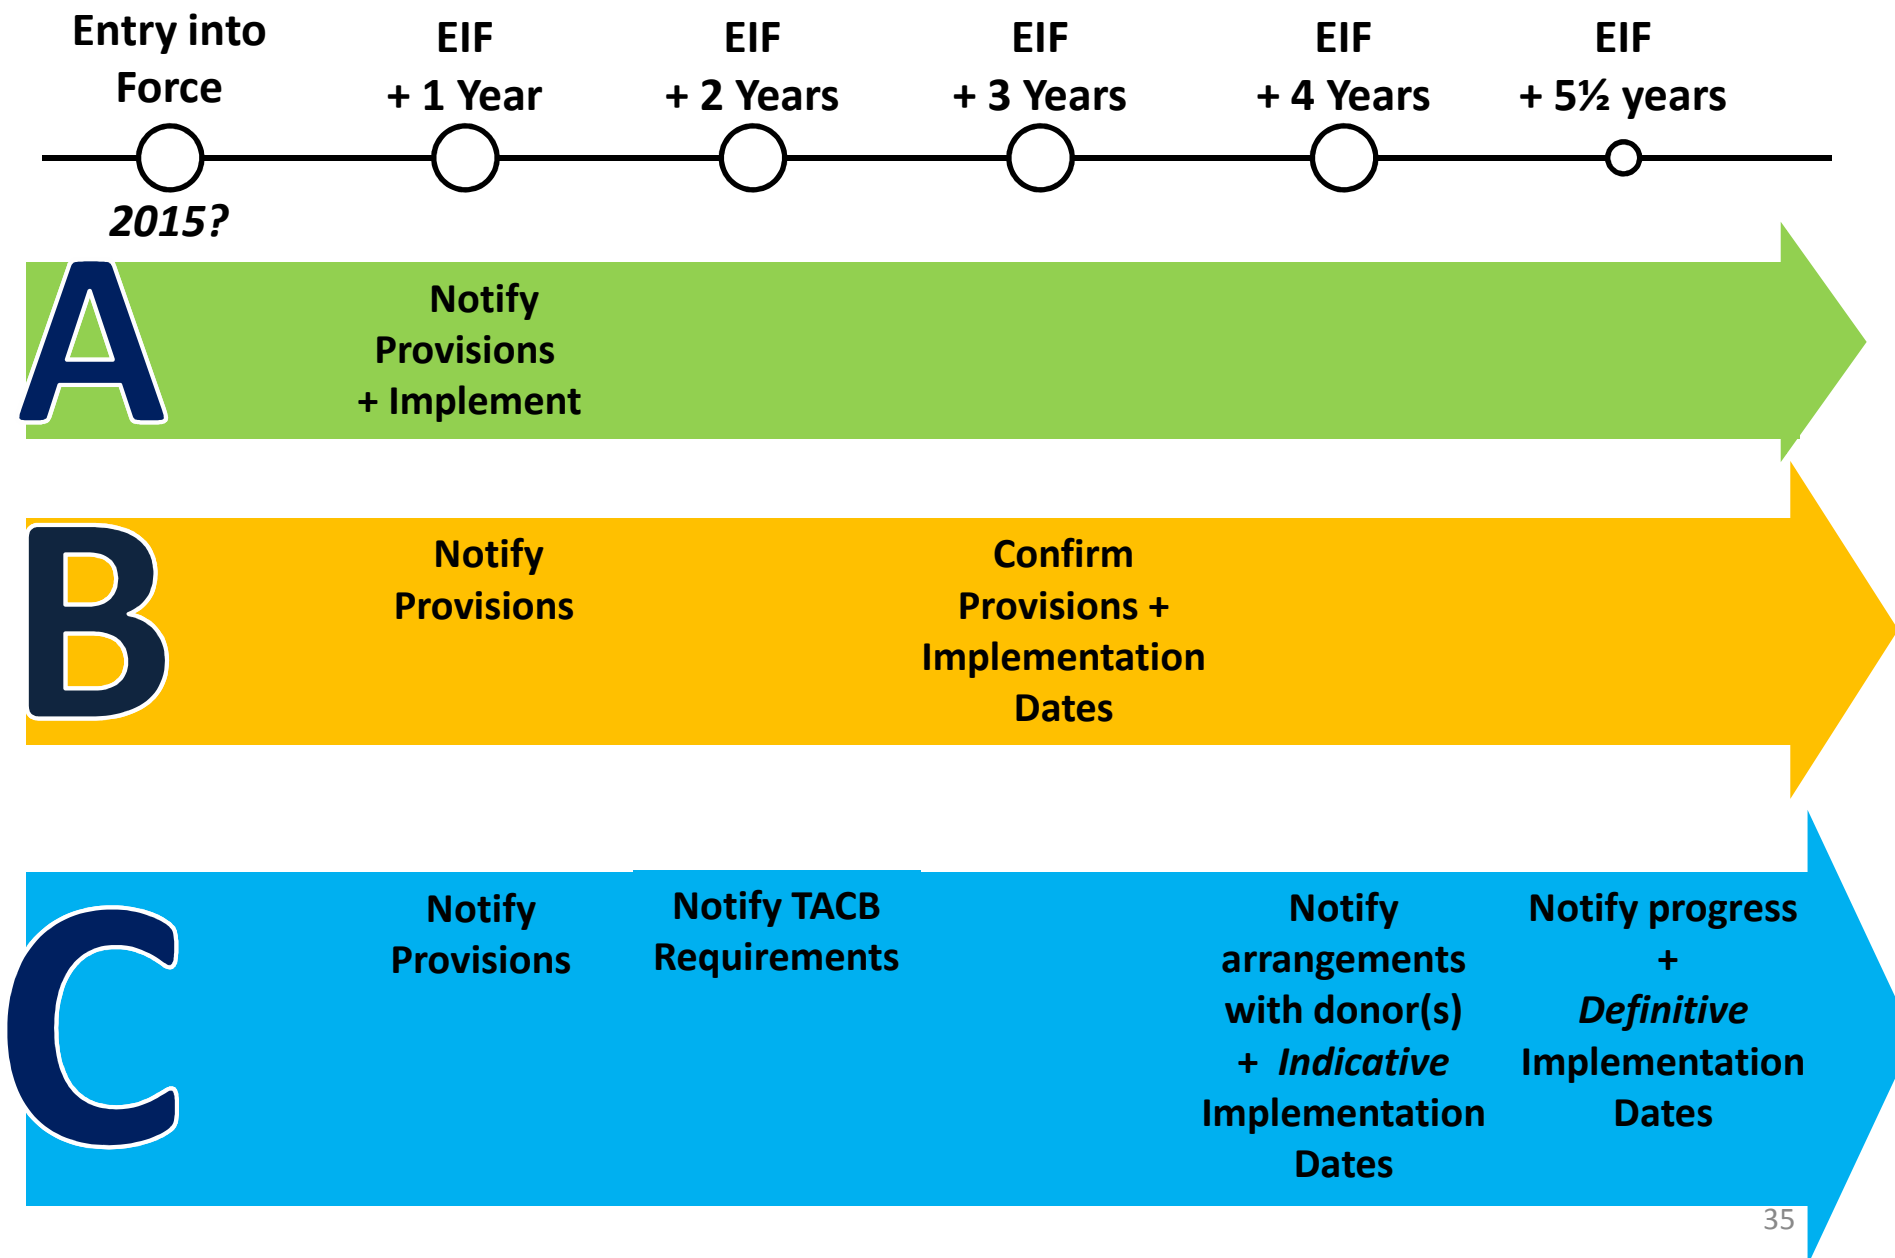 Entry into
Force
EIF
+ 1 Year
EIF
+ 2 Years
EIF
+ 3 Years
EIF
+ 4 Years
EIF
+ 5½ years
2015?
A
Notify
Provisions
+ Implement
B
Notify
Provisions
Confirm
Provisions +
Implementation
Dates
C
Notify
Provisions
Notify TACB
Requirements
Notify
arrangements
with donor(s)
+ Indicative
Implementation
Dates
Notify progress
+
Definitive
Implementation
Dates
35